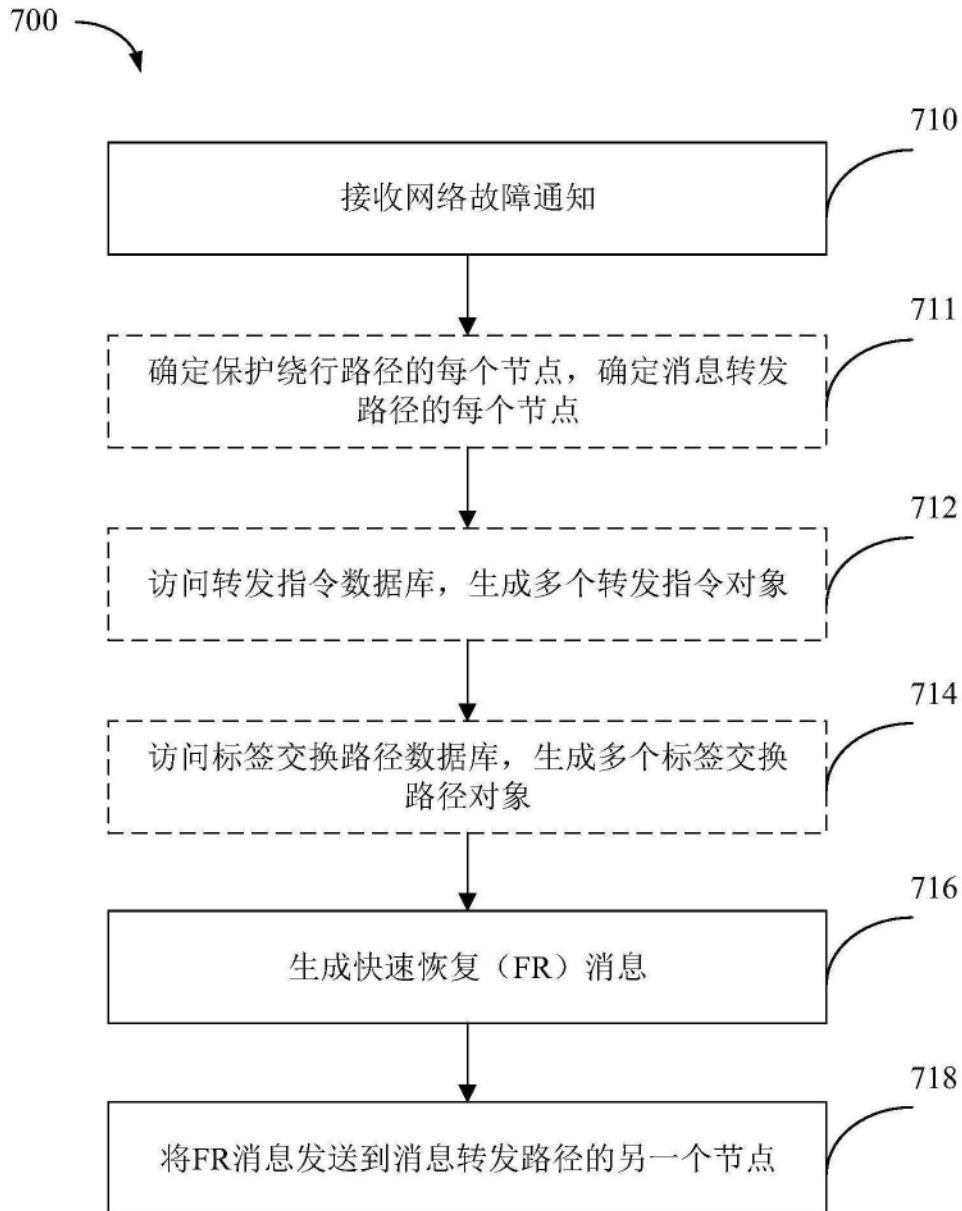 700
710
接收网络故障通知
711
确定保护绕行路径的每个节点，确定消息转发
路径的每个节点
712
访问转发指令数据库，生成多个转发指令对象
714
访问标签交换路径数据库，生成多个标签交换
路径对象
716
生成快速恢复（FR）消息
718
将FR消息发送到消息转发路径的另一个节点